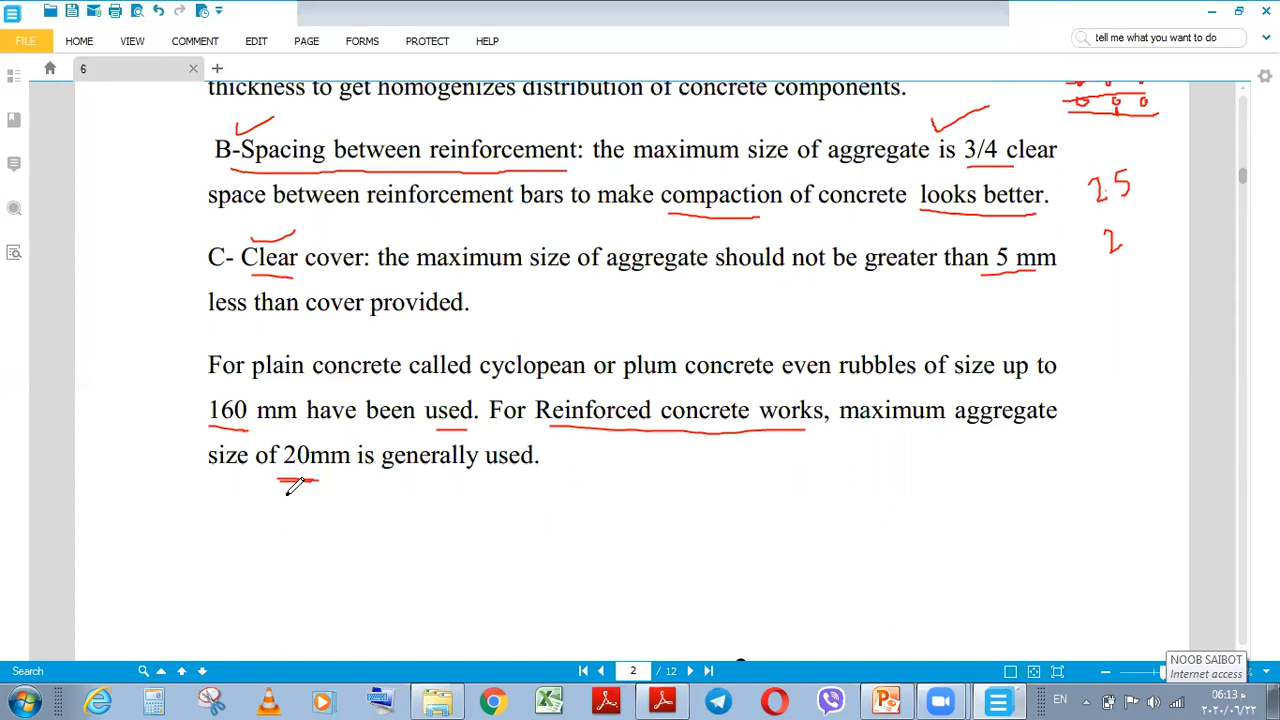 FILE HOME VIEW COMMENT EDIT PAGE FORMS PROTECT HELP
tell me what you want to do
6
thickness to get homogenizes distribution of concrete components.
B-Spacing between reinforcement: the maximum size of aggregate is 3/4 clear
space between reinforcement bars to make compaction of concrete looks better.
2.5
2
C- Clear cover: the maximum size of aggregate should not be greater than 5 mm
less than cover provided.
For plain concrete called cyclopean or plum concrete even rubbles of size up to
160 mm have been used. For Reinforced concrete works, maximum aggregate
size of 20mm is generally used.
Search
2 / 12
%
NOOB SAIBOT
Internet access
EN
06:13 م
٢٠٢٠/٠٦/٢٢